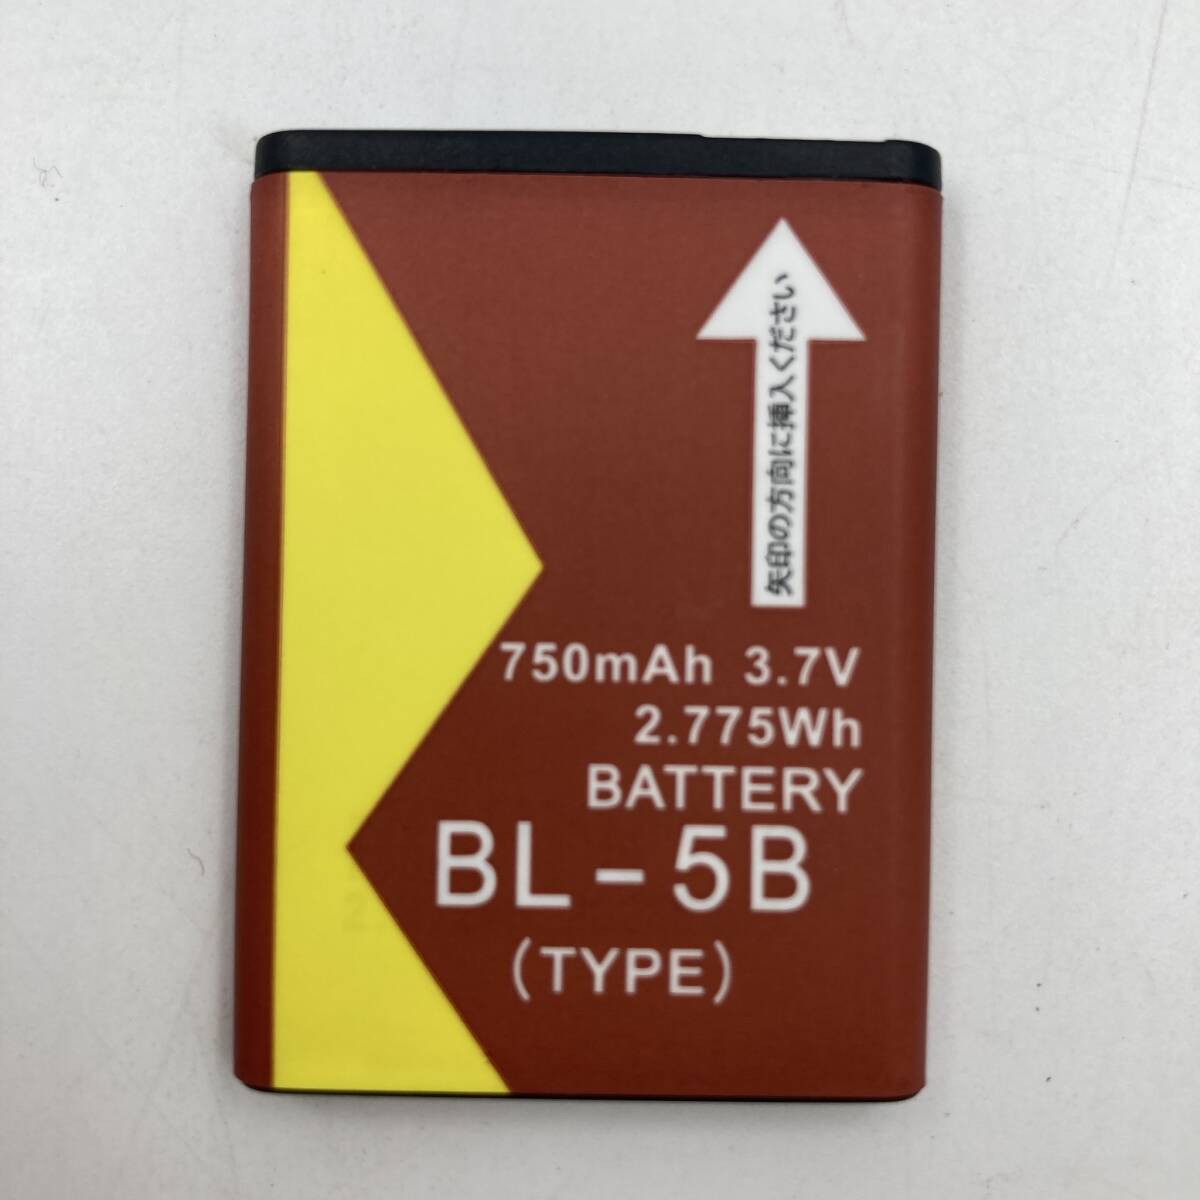 矢印の方向に挿入ください
750mAh 3.7V
2.775Wh
BATTERY
BL-5B
(TYPE)